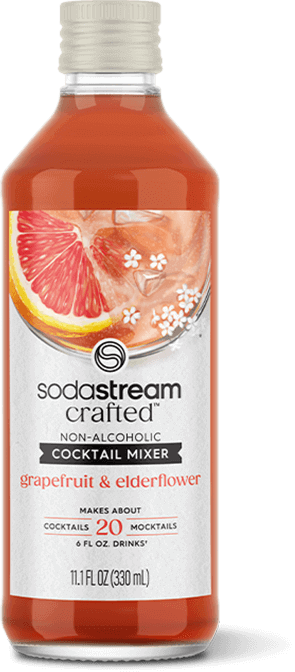 sodastream
crafted™
NON-ALCOHOLIC
COCKTAIL MIXER
grapefruit & elderflower
MAKES ABOUT
COCKTAILS 20 MOCKTAILS
6 FL OZ. DRINKS†
11.1 FL OZ (330 mL)